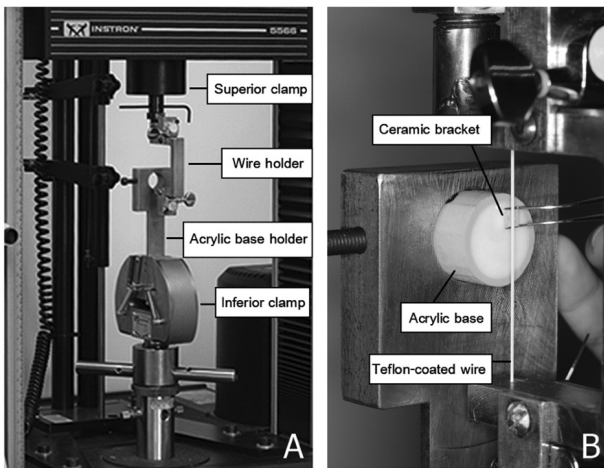 INSTRON
5566
Superior clamp
Wire holder
Acrylic base holder
Inferior clamp
A
Ceramic bracket
Acrylic base
Teflon-coated wire
B